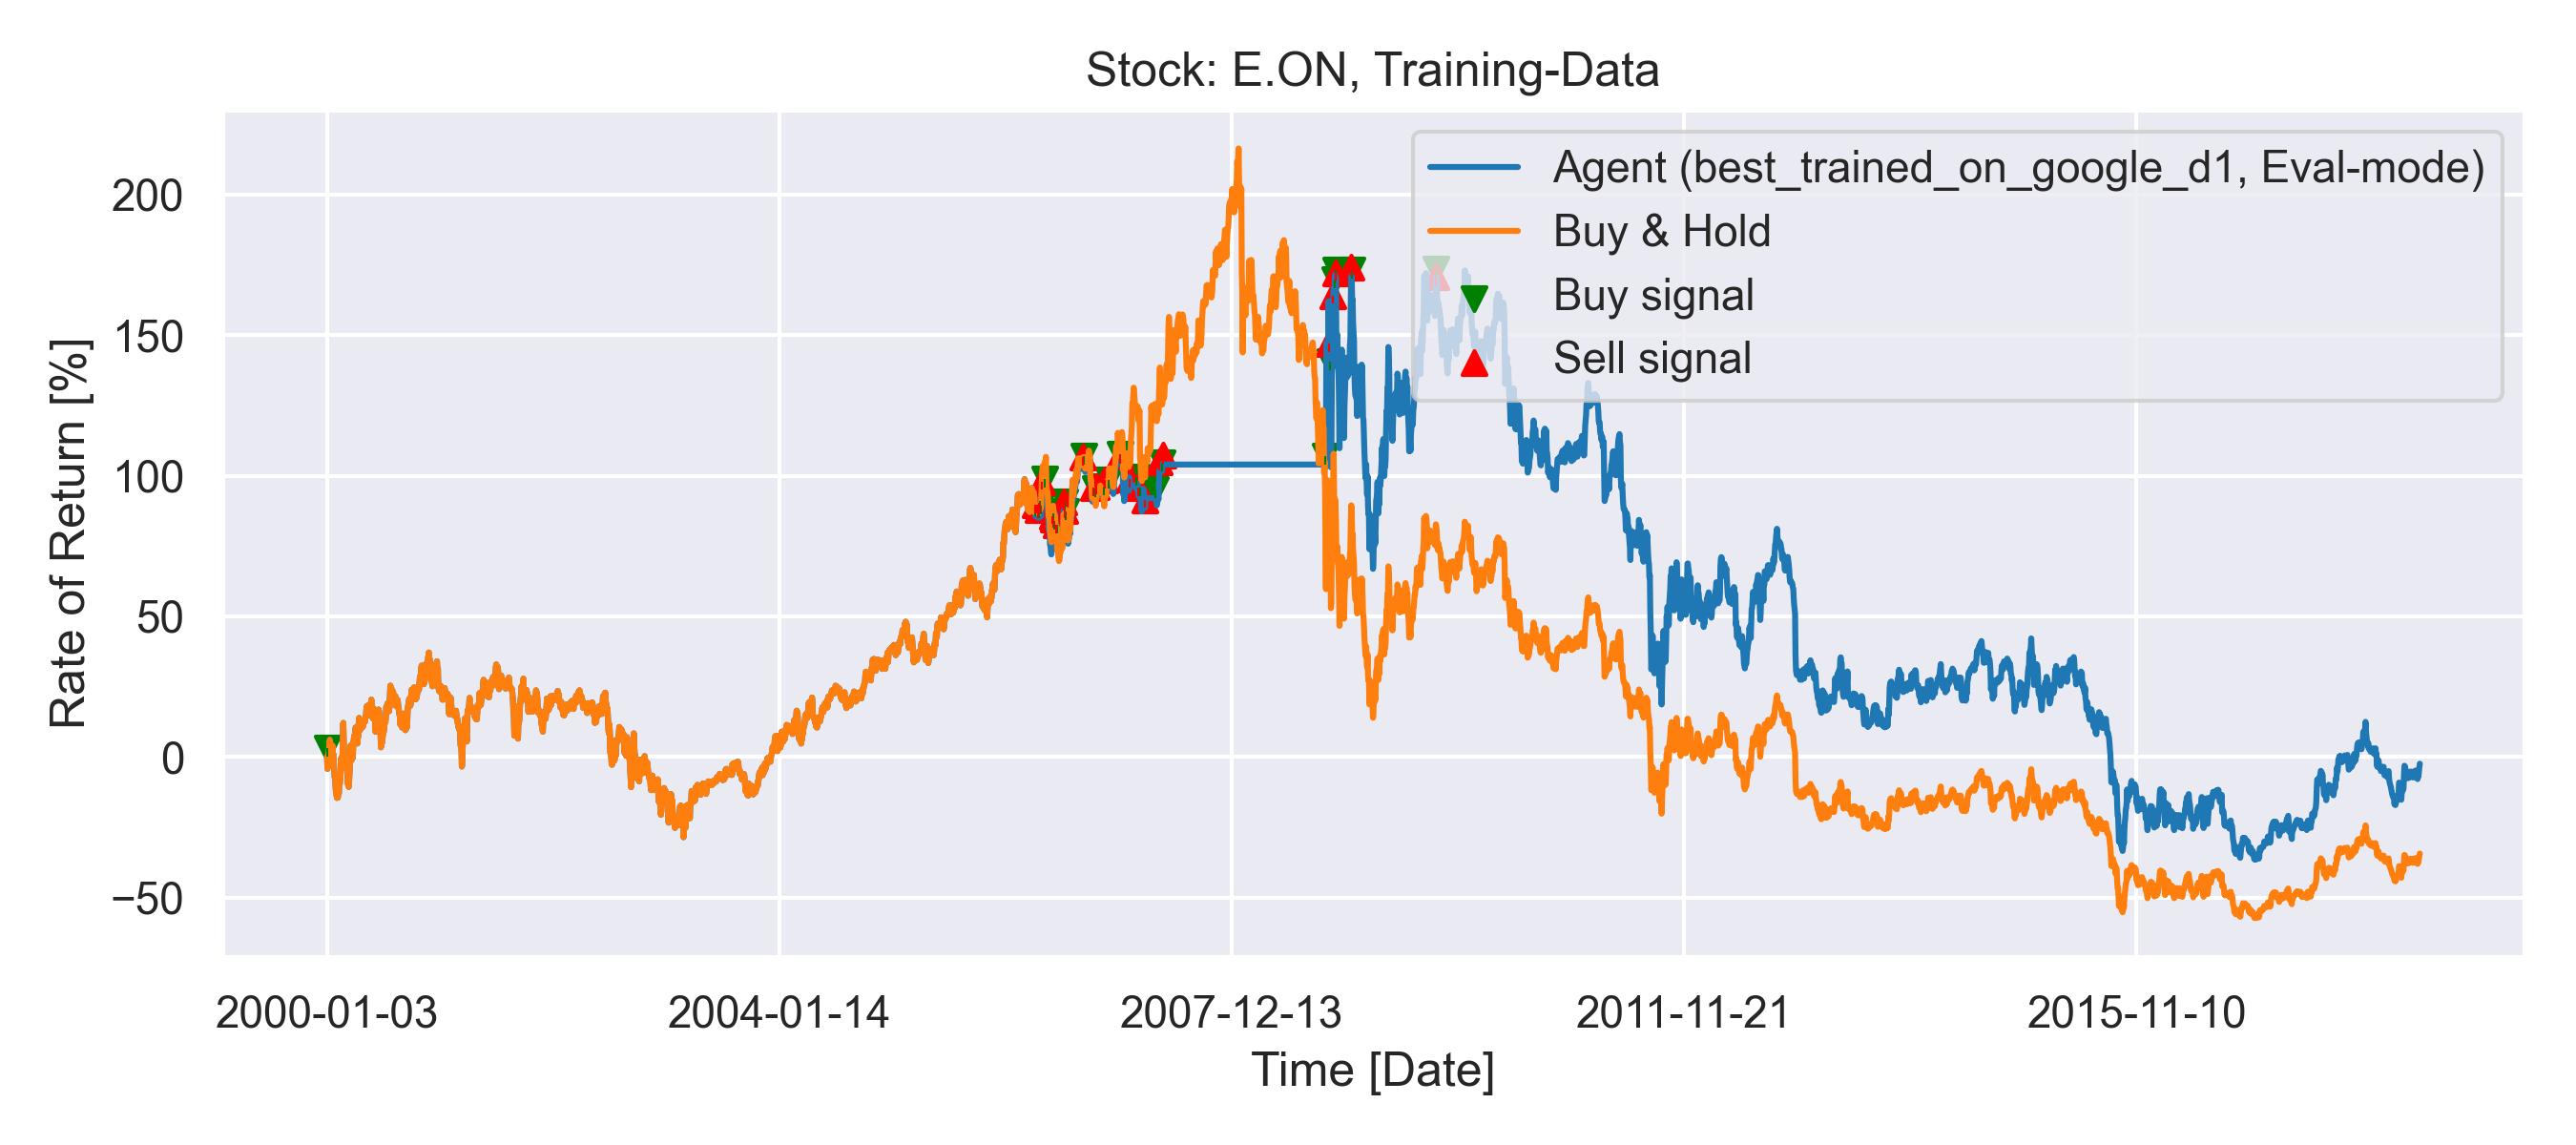 Stock: E.ON, Training-Data
Agent (best_trained_on_google_d1, Eval-mode)
Buy & Hold
Buy signal
Sell signal
Rate of Return [%]
200
150
100
50
0
−50
2000-01-03 2004-01-14 2007-12-13 2011-11-21 2015-11-10
Time [Date]